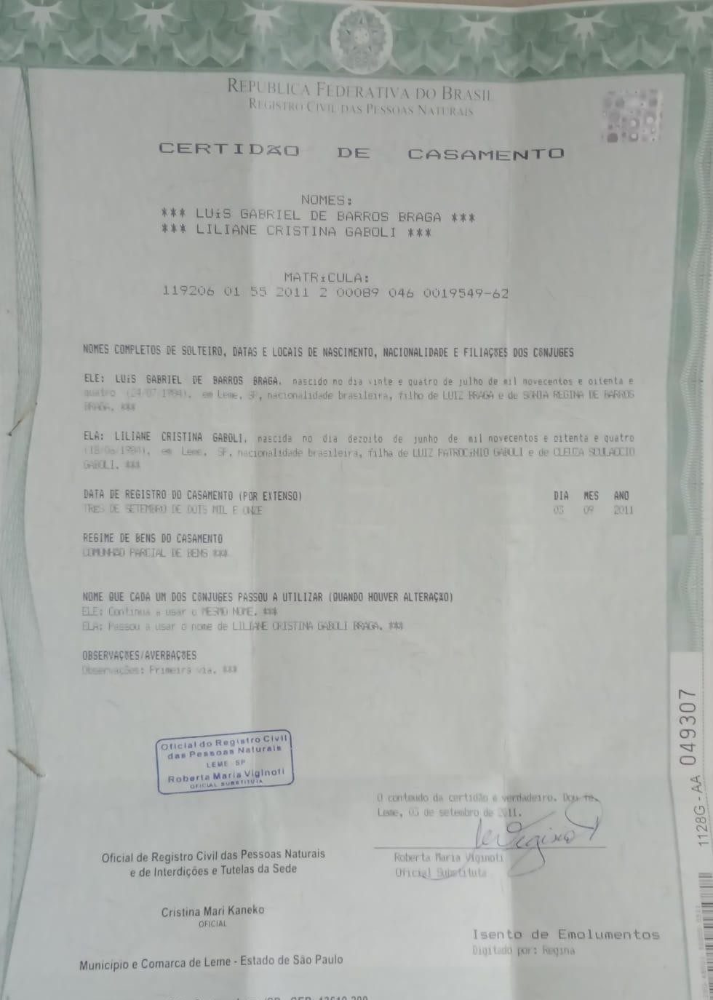 REPUBLICA FEDERATIVA DO BRASIL
REGISTRO CIVIL DAS PESSOAS NATURAIS
CERTIDÃO DE CASAMENTO
NOMES:
*** LUíS GABRIEL DE BARROS BRAGA ***
*** LILIANE CRISTINA GABOLI ***
MATRíCULA:
119206 01 55 2011 2 00089 046 0019549-62
NOMES COMPLETOS DE SOLTEIRO, DATAS E LOCAIS DE NASCIMENTO, NACIONALIDADE E FILIAÇÕES DOS CÔNJUGES
ELE: LUíS GABRIEL DE BARROS BRAGA, nascido no dia vinte e quatro de julho de mil novecentos e oitenta e
quatro (24/07/1984), em Leme, SP, nacionalidade brasileira, filho de LUIZ BRAGA e de SONIA REGINA DE BARROS
BRAGA. ***
ELA: LILIANE CRISTINA GABOLI, nascida no dia dezoito de junho de mil novecentos e oitenta e quatro
(18/06/1984), em Leme, SP, nacionalidade brasileira, filha de LUIZ PATROCíNIO GABOLI e de CLEUZA SCULACCIO
GABOLI. ***
DATA DE REGISTRO DO CASAMENTO (POR EXTENSO) DIA MES ANO
TRES DE SETEMBRO DE DOIS MIL E ONZE 03 09 2011
REGIME DE BENS DO CASAMENTO
COMUNHÃO PARCIAL DE BENS ***
NOME QUE CADA UM DOS CÔNJUGES PASSOU A UTILIZAR (QUANDO HOUVER ALTERAÇÃO)
ELE: Continua a usar o MESMO NOME. ***
ELA: Passou a usar o nome de LILIANE CRISTINA GABOLI BRAGA. ***
OBSERVAÇÕES/AVERBAÇÕES
Observações: Primeira via. ***
Oficial do Registro Civil
das Pessoas Naturais
LEME - SP
Roberta Maria Viginoti
OFICIAL SUBSTITUTA
O conteudo da certidão é verdadeiro. Dou fé.
Leme, 03 de setembro de 2011.
Roberta Maria Viginoti
Oficial Substituta
Oficial de Registro Civil das Pessoas Naturais
e de Interdições e Tutelas da Sede
Cristina Mari Kaneko
OFICIAL
Isento de Emolumentos
Digitado por: Regina
Município e Comarca de Leme - Estado de São Paulo
1128G - AA 049307